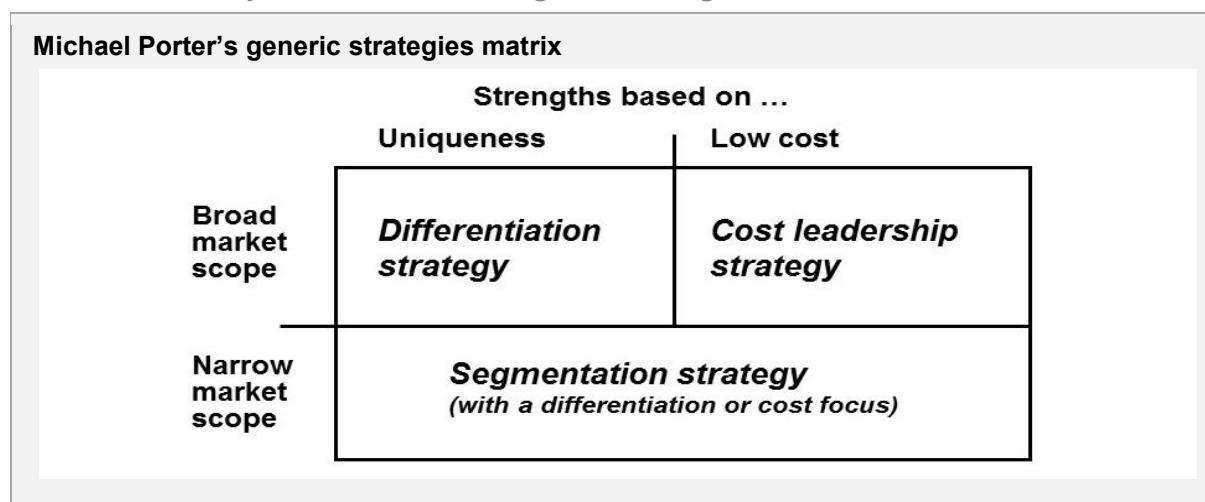 Michael Porter’s generic strategies matrix
Strengths based on …
Uniqueness
Low cost
Broad
market
scope
Differentiation
strategy
Cost leadership
strategy
Narrow
market
scope
Segmentation strategy
(with a differentiation or cost focus)